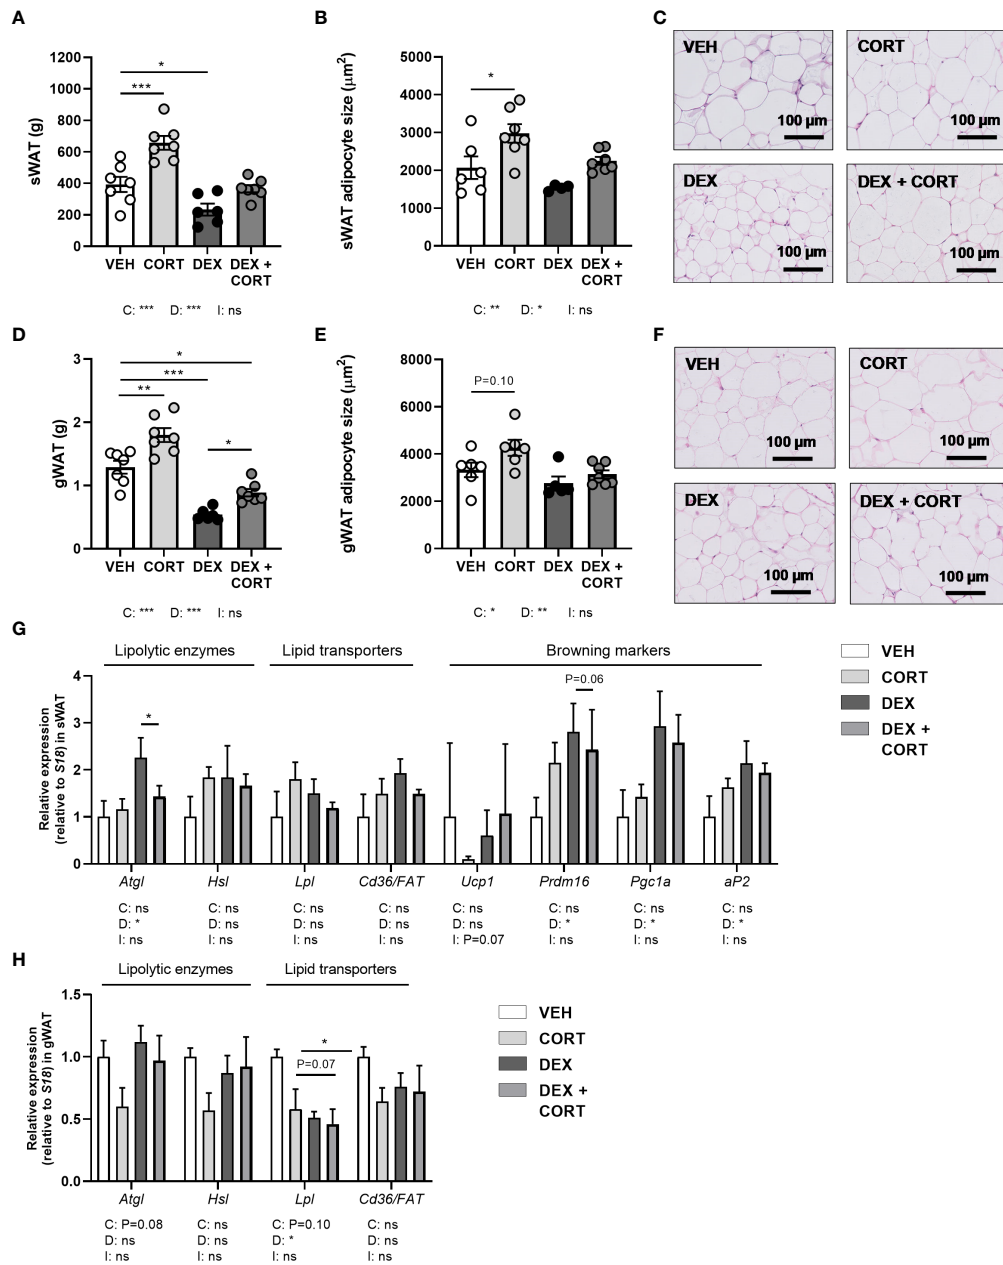 A
sWAT (g)
1200
1000
800
600
400
200
0
*
***
VEH
CORT
DEX
DEX +
CORT
C: *** D: *** I: ns
B
sWAT adipocyte size (µm²)
5000
4000
3000
2000
1000
0
*
VEH
CORT
DEX
DEX +
CORT
C: ** D: * I: ns
C
VEH
100 µm
CORT
100 µm
DEX
100 µm
DEX + CORT
100 µm
D
gWAT (g)
3
2
1
0
*
***
**
*
VEH
CORT
DEX
DEX +
CORT
C: *** D: *** I: ns
E
gWAT adipocyte size (µm²)
8000
6000
4000
2000
0
P=0.10
VEH
CORT
DEX
DEX +
CORT
C: * D: ** I: ns
F
VEH
100 µm
CORT
100 µm
DEX
100 µm
DEX + CORT
100 µm
G
Lipolytic enzymes
Lipid transporters
Browning markers
Relative expression
(relative to S18) in sWAT
4
3
2
1
0
*
P=0.06
Atgl
Hsl
Lpl
Cd36/FAT
Ucp1
Prdm16
Pgc1a
aP2
C: ns C: ns C: ns C: ns C: ns C: ns C: ns C: ns
D: * D: ns D: ns D: ns D: ns D: * D: * D: *
I: ns I: ns I: ns I: ns I: P=0.07 I: ns I: ns I: ns
VEH
CORT
DEX
DEX +
CORT
H
Lipolytic enzymes
Lipid transporters
Relative expression
(relative to S18) in gWAT
1.5
1.0
0.5
0.0
*
P=0.07
Atgl
Hsl
Lpl
Cd36/FAT
C: P=0.08 C: ns C: P=0.10 C: ns
D: ns D: ns D: * D: ns
I: ns I: ns I: ns I: ns
VEH
CORT
DEX
DEX +
CORT